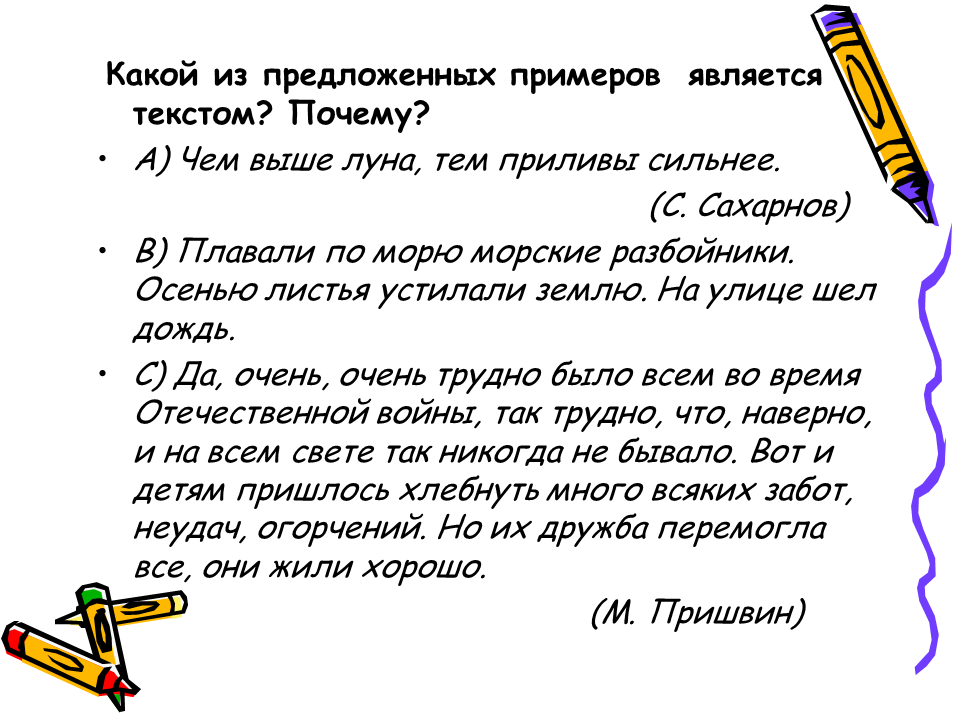 Какой из предложенных примеров является
текстом? Почему?
• А) Чем выше луна, тем приливы сильнее.
(С. Сахарнов)
• В) Плавали по морю морские разбойники.
Осенью листья устилали землю. На улице шел
дождь.
• С) Да, очень, очень трудно было всем во время
Отечественной войны, так трудно, что, наверно,
и на всем свете так никогда не бывало. Вот и
детям пришлось хлебнуть много всяких забот,
неудач, огорчений. Но их дружба перемогла
все, они жили хорошо.
(М. Пришвин)